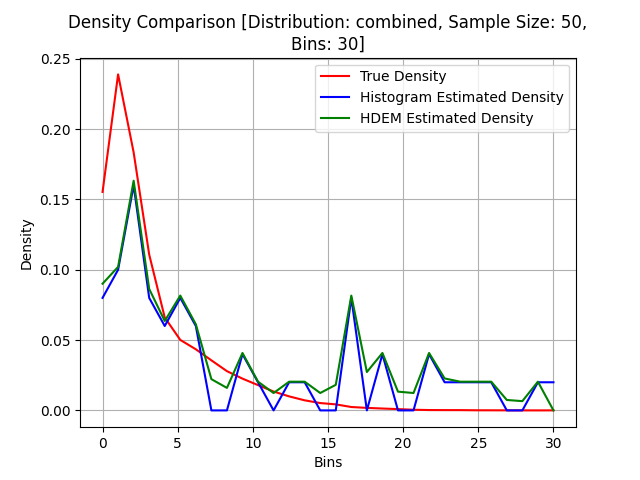 Density Comparison [Distribution: combined, Sample Size: 50,
Bins: 30]
True Density
Histogram Estimated Density
HDEM Estimated Density
Density
0.25
0.20
0.15
0.10
0.05
0.00
0 5 10 15 20 25 30
Bins